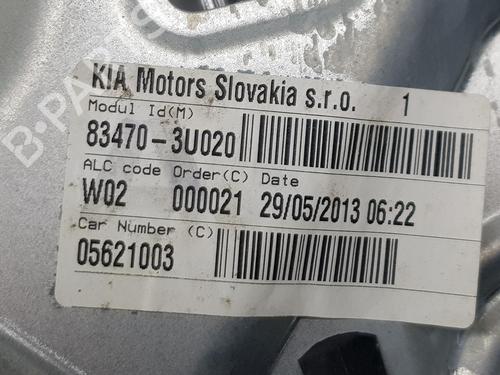 KIA Motors Slovakia s.r.o. 1
Modul Id(M)
83470-3U020
ALC code Order(C) Date
W02 000021 29/05/2013 06:22
Car Number (C)
05621003
B-PARTS